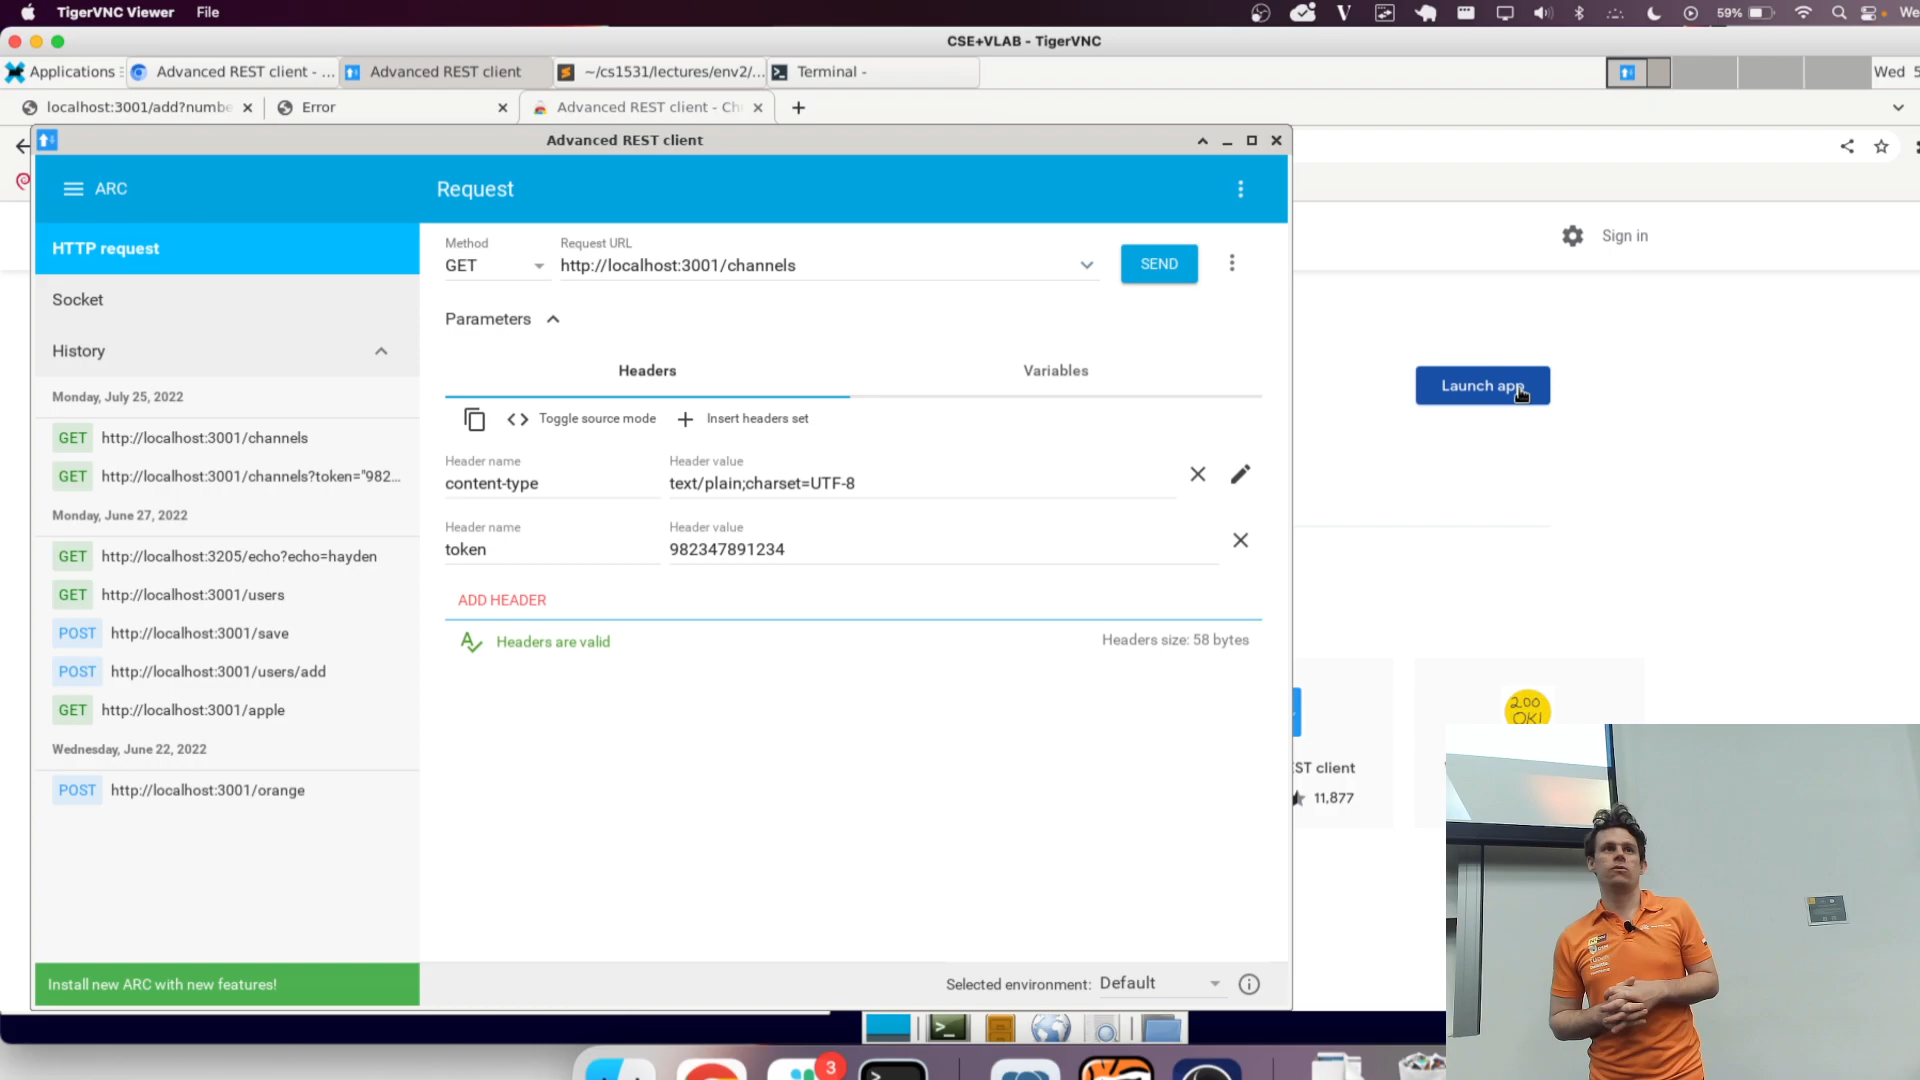 TigerVNC Viewer File
59%
We
CSE+VLAB - TigerVNC
Applications
Advanced REST client - ...
Advanced REST client
~/cs1531/lectures/env2/...
Terminal -
Wed 5
localhost:3001/add?numbe
Error
Advanced REST client - Ch
Advanced REST client
ARC
Request
HTTP request
Socket
History
Monday, July 25, 2022
GET http://localhost:3001/channels
GET http://localhost:3001/channels?token="982...
Monday, June 27, 2022
GET http://localhost:3205/echo?echo=hayden
GET http://localhost:3001/users
POST http://localhost:3001/save
POST http://localhost:3001/users/add
GET http://localhost:3001/apple
Wednesday, June 22, 2022
POST http://localhost:3001/orange
Install new ARC with new features!
Method
GET
Request URL
http://localhost:3001/channels
SEND
Parameters
Headers
Variables
Toggle source mode
Insert headers set
Header name
content-type
Header value
text/plain;charset=UTF-8
Header name
token
Header value
982347891234
ADD HEADER
Headers are valid
Headers size: 58 bytes
Selected environment: Default
Sign in
Launch app
200
OK!
ST client
11,877
3